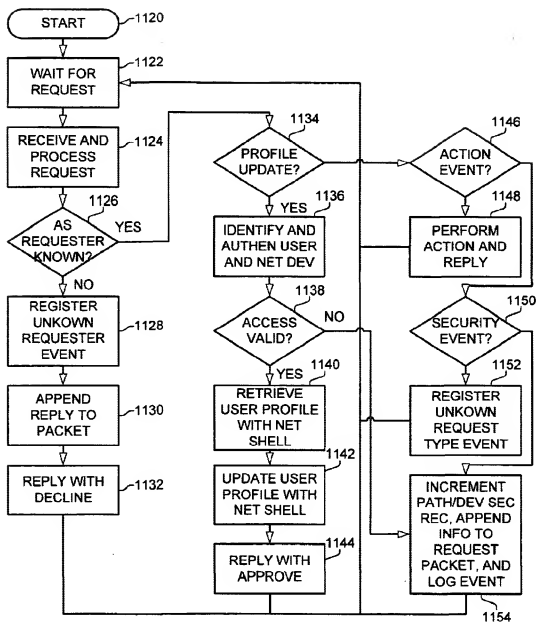 START
1120
WAIT FOR
REQUEST
1122
RECEIVE AND
PROCESS
REQUEST
1124
AS
REQUESTER
KNOWN?
1126
YES
NO
REGISTER
UNKOWN
REQUESTER
EVENT
1128
APPEND
REPLY TO
PACKET
1130
REPLY WITH
DECLINE
1132
PROFILE
UPDATE?
1134
YES
IDENTIFY AND
AUTHEN USER
AND NET DEV
1136
ACCESS
VALID?
1138
NO
YES
RETRIEVE
USER PROFILE
WITH NET
SHELL
1140
UPDATE USER
PROFILE WITH
NET SHELL
1142
REPLY WITH
APPROVE
1144
ACTION
EVENT?
1146
PERFORM
ACTION AND
REPLY
1148
SECURITY
EVENT?
1150
REGISTER
UNKOWN
REQUEST
TYPE EVENT
1152
INCREMENT
PATH/DEV SEC
REC, APPEND
INFO TO
REQUEST
PACKET, AND
LOG EVENT
1154